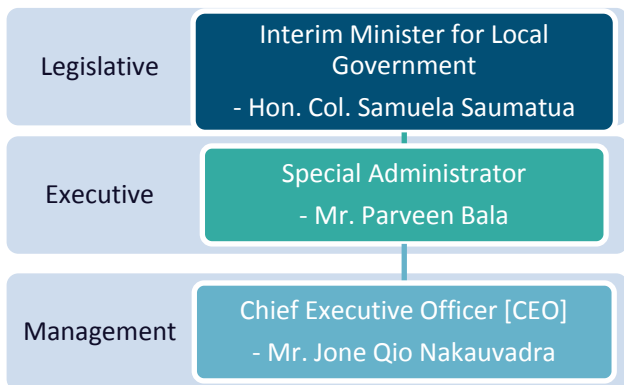 Legislative
Interim Minister for Local
Government
- Hon. Col. Samuela Saumatua
Executive
Special Administrator
- Mr. Parveen Bala
Management
Chief Executive Officer [CEO]
- Mr. Jone Qio Nakauvadra